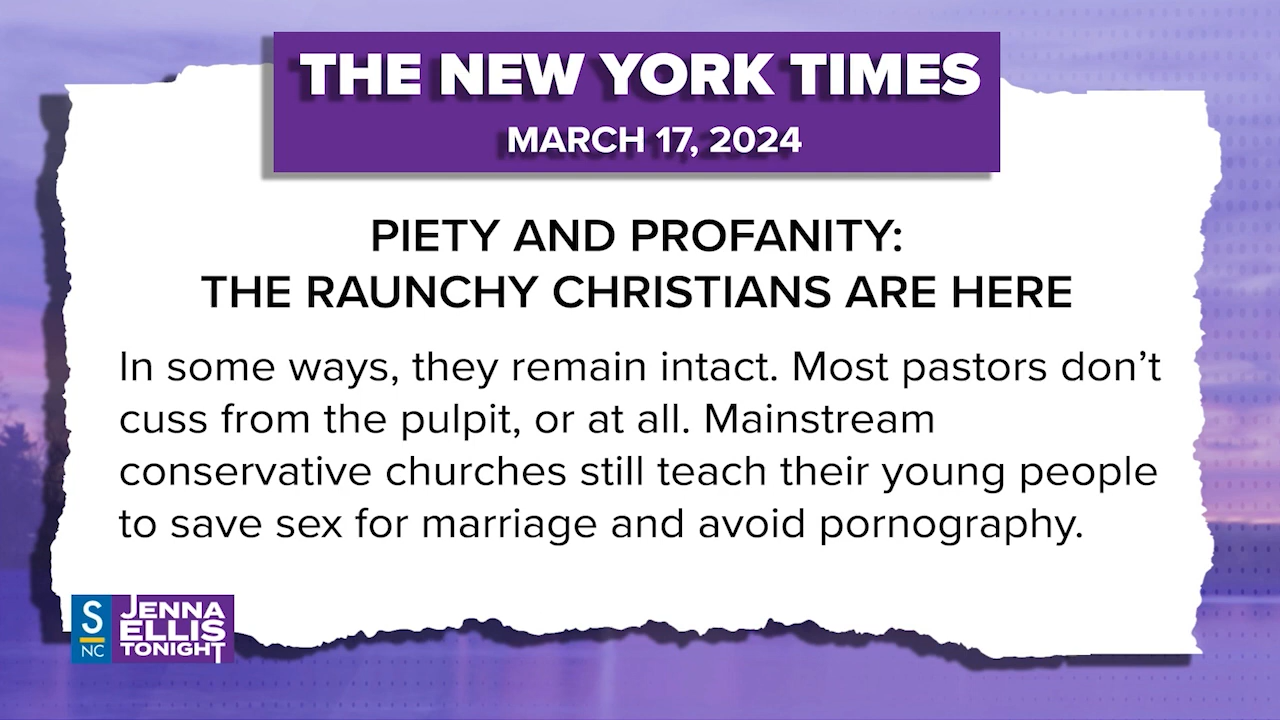 THE NEW YORK TIMES
MARCH 17, 2024
PIETY AND PROFANITY:
THE RAUNCHY CHRISTIANS ARE HERE
In some ways, they remain intact. Most pastors don’t
cuss from the pulpit, or at all. Mainstream
conservative churches still teach their young people
to save sex for marriage and avoid pornography.
S
NC
JENNA
ELLIS
TONIGHT